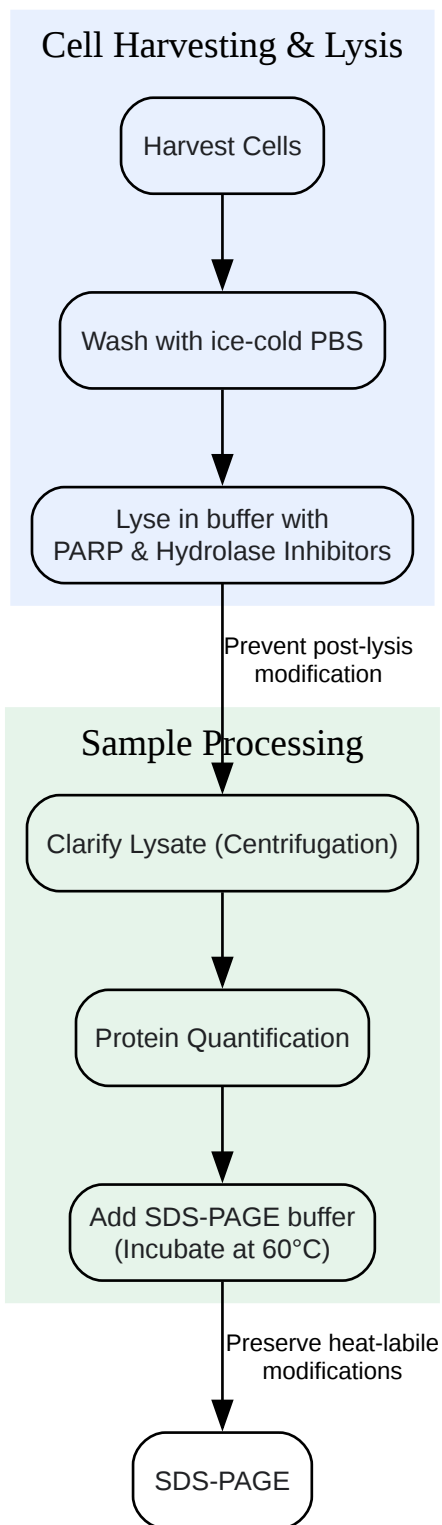 Cell Harvesting & Lysis
Harvest Cells
Wash with ice-cold PBS
Lyse in buffer with
PARP & Hydrolase Inhibitors
Prevent post-lysis
modification
Sample Processing
Clarify Lysate (Centrifugation)
Protein Quantification
Add SDS-PAGE buffer
(Incubate at 60°C)
Preserve heat-labile
modifications
SDS-PAGE